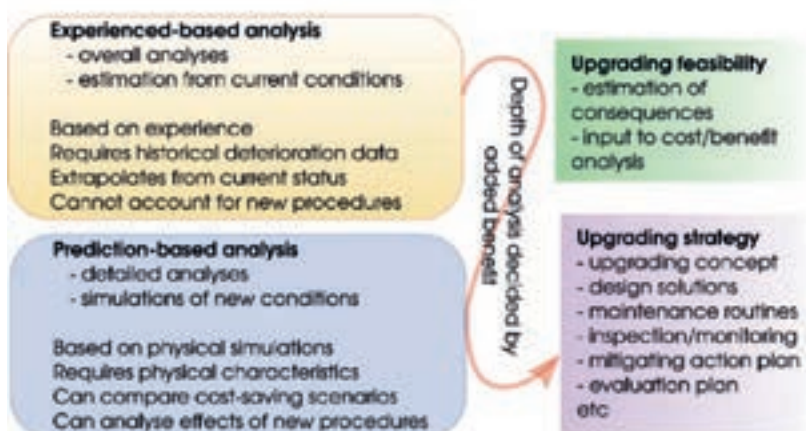 Experienced-based analysis
- overall analyses
- estimation from current conditions
Based on experience
Requires historical deterioration data
Extrapolates from current status
Cannot account for new procedures
Prediction-based analysis
- detailed analyses
- simulations of new conditions
Based on physical simulations
Requires physical characteristics
Can compare cost-saving scenarios
Can analyse effects of new procedures
Depth of analysis decided by
added benefit
Upgrading feasibility
- estimation of
consequences
- input to cost/benefit
analysis
Upgrading strategy
- upgrading concept
- design solutions
- maintenance routines
- inspection/monitoring
- mitigating action plan
- evaluation plan
etc